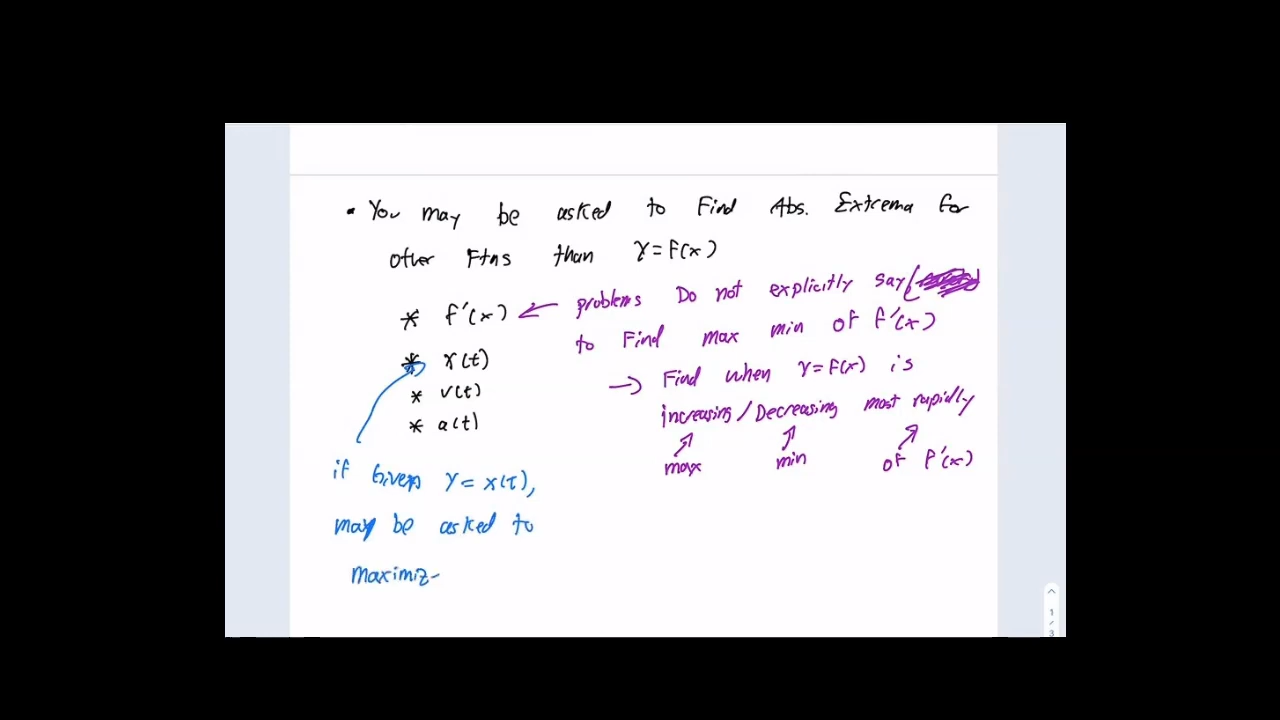 • You may be asked to Find Abs. Extrema For
other Ftns than y = F(x)
* f'(x) ← problems Do not explicitly say
to Find max min of f'(x)
* x(t)
→ Find when y = F(x) is
* v(t)
increasing / Decreasing most rapidly
* a(t)
max min of f'(x)
if Given y = x(t),
may be asked to
maximiz
1
/
3